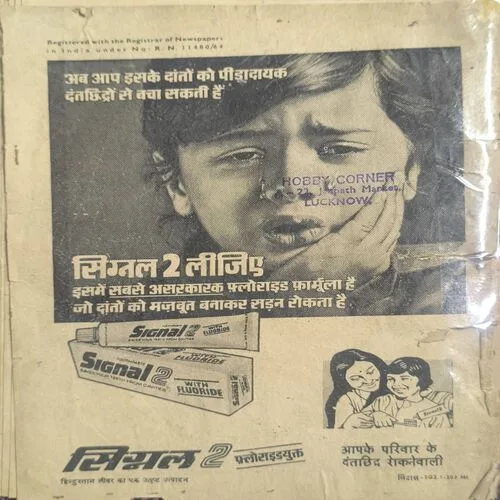 Registered with the Registrar of Newspapers
in India under No: R. N. 11480/64
अब आप इसके दांतों को पीड़ादायक
दंतछिद्रों से बचा सकती हैं
HOBBY CORNER
Market,
LUCKNOW.
सिग्नल 2 लीजिए
इसमें सबसे असरकारक फ़्लोराइड फ़ार्मूला है
जो दांतों को मज़बूत बनाकर सड़न रोकता है.
SIGNAL 2
WITH
FLUORIDE
SIGNAL 2
WITH
FLUORIDE
WITH
FLUORIDE
सिग्नल 2 फ़्लोराइडयुक्त
हिन्दुस्तान लीवर का एक उत्कृष्ट उत्पादन
आपके परिवार के
दंतछिद्र रोकनेवाली